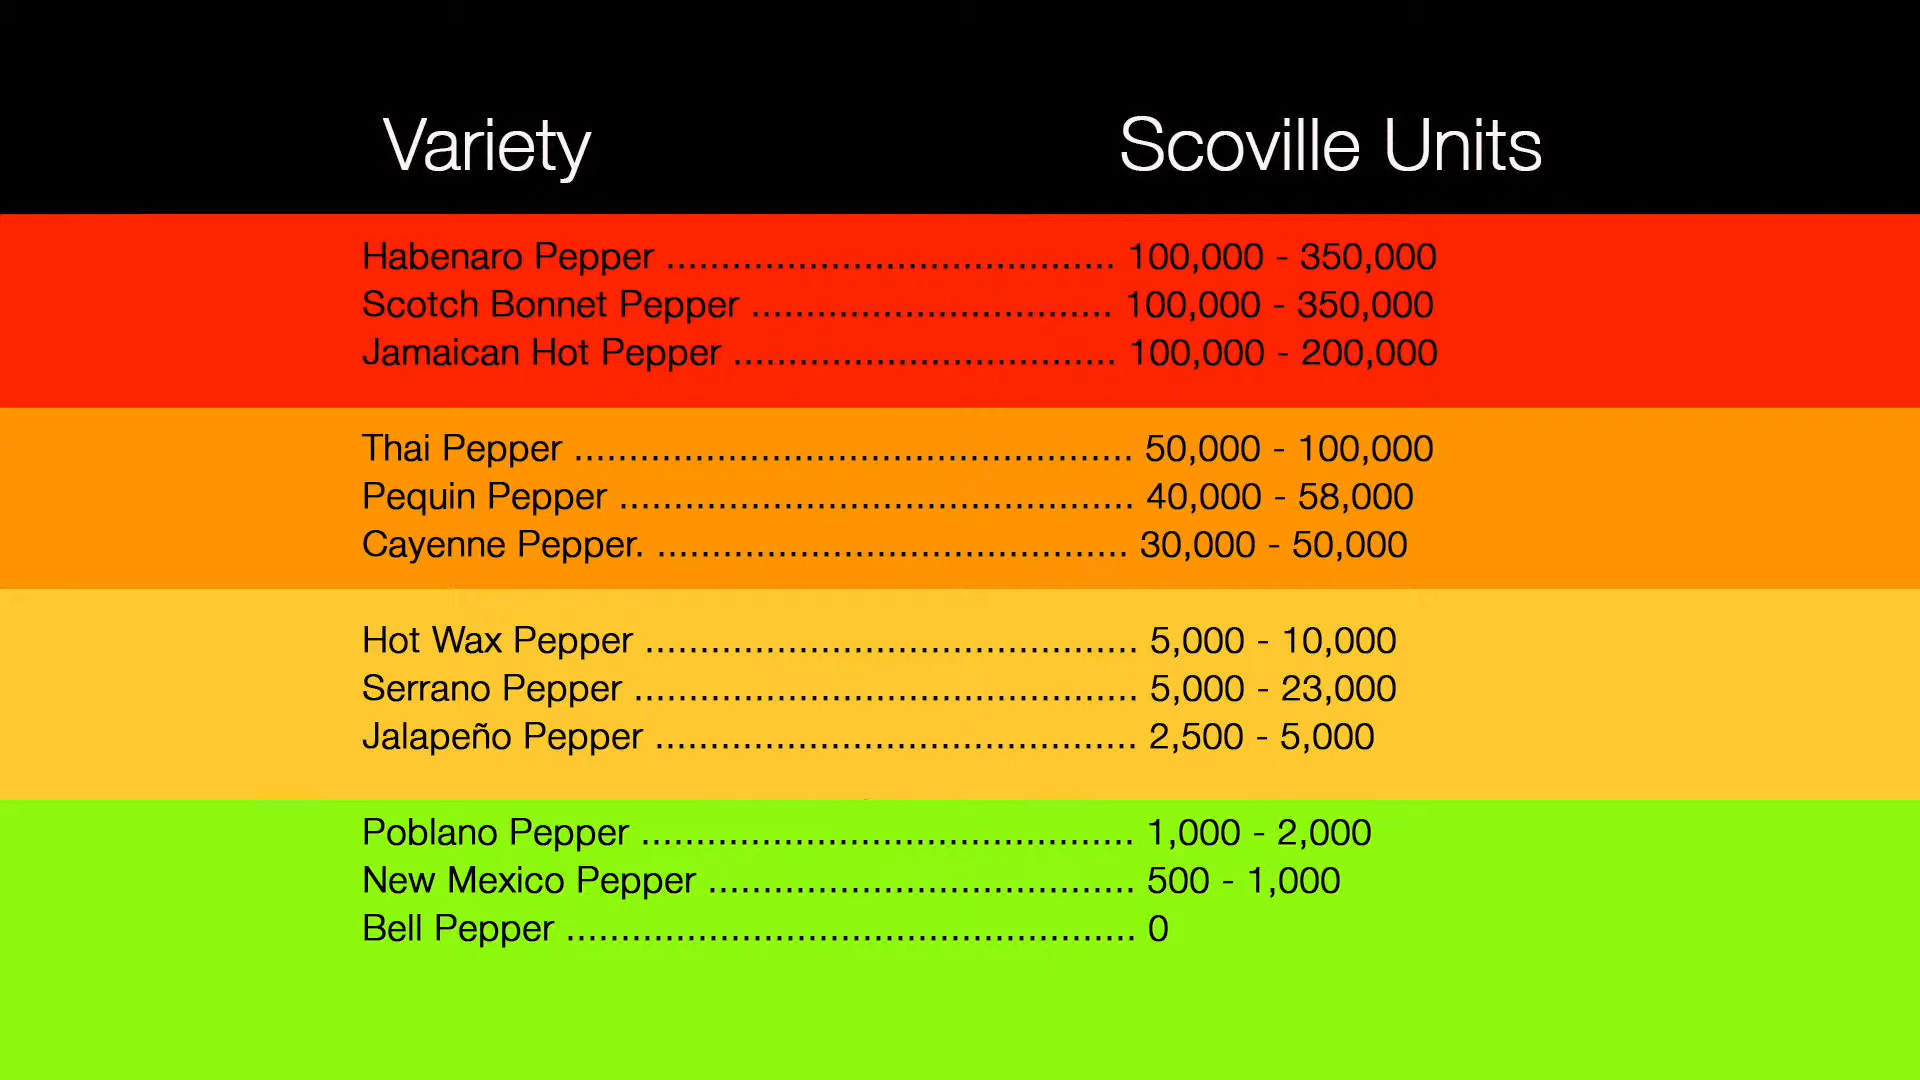 Variety Scoville Units
Habenaro Pepper ......................................... 100,000 - 350,000
Scotch Bonnet Pepper ................................. 100,000 - 350,000
Jamaican Hot Pepper ................................... 100,000 - 200,000
Thai Pepper ................................................... 50,000 - 100,000
Pequin Pepper ............................................... 40,000 - 58,000
Cayenne Pepper. ........................................... 30,000 - 50,000
Hot Wax Pepper ............................................. 5,000 - 10,000
Serrano Pepper .............................................. 5,000 - 23,000
Jalapeño Pepper ............................................ 2,500 - 5,000
Poblano Pepper ............................................. 1,000 - 2,000
New Mexico Pepper ....................................... 500 - 1,000
Bell Pepper .................................................... 0